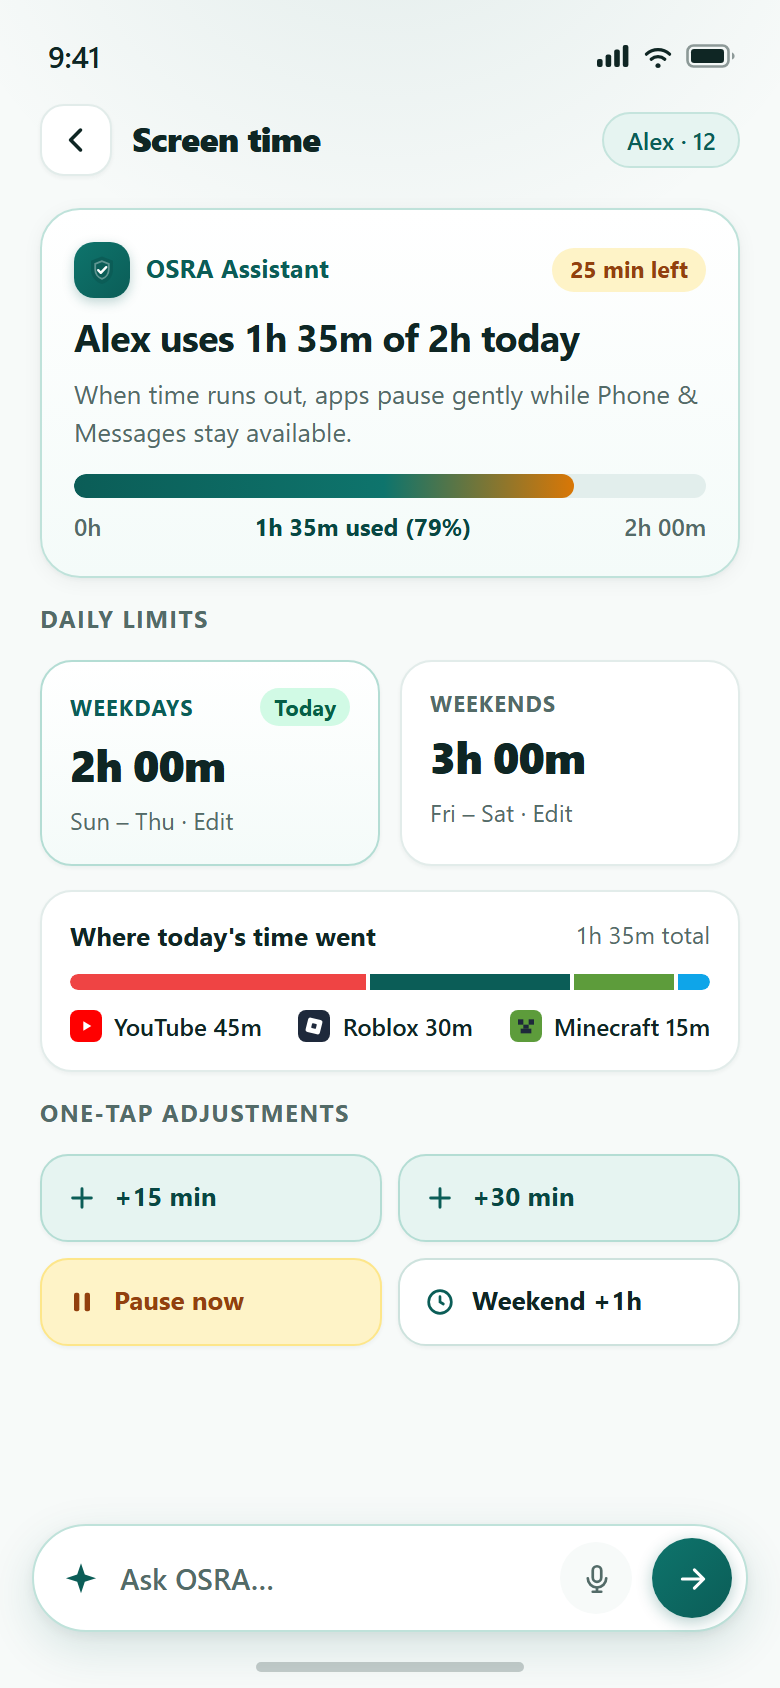 9:41
Screen time
Alex · 12
OSRA Assistant
25 min left
Alex uses 1h 35m of 2h today
When time runs out, apps pause gently while Phone &
Messages stay available.
0h
1h 35m used (79%)
2h 00m
DAILY LIMITS
WEEKDAYS
Today
2h 00m
Sun – Thu · Edit
WEEKENDS
3h 00m
Fri – Sat · Edit
Where today's time went
1h 35m total
YouTube 45m
Roblox 30m
Minecraft 15m
ONE-TAP ADJUSTMENTS
+15 min
+30 min
Pause now
Weekend +1h
Ask OSRA...